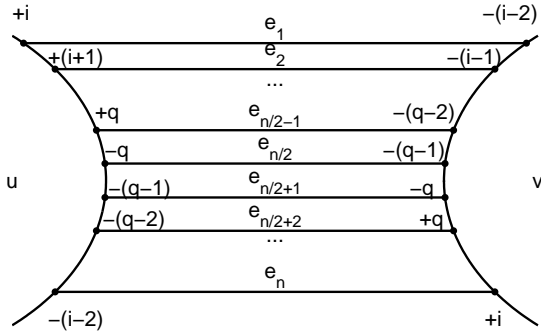 +i e₁ −(i−2)
+(i+1) e₂ −(i−1)
...
+q eₙ/₂₋₁ −(q−2)
−q eₙ/₂ −(q−1)
u −(q−1) eₙ/₂₊₁ −q v
−(q−2) eₙ/₂₊₂ +q
...
eₙ
−(i−2) +i